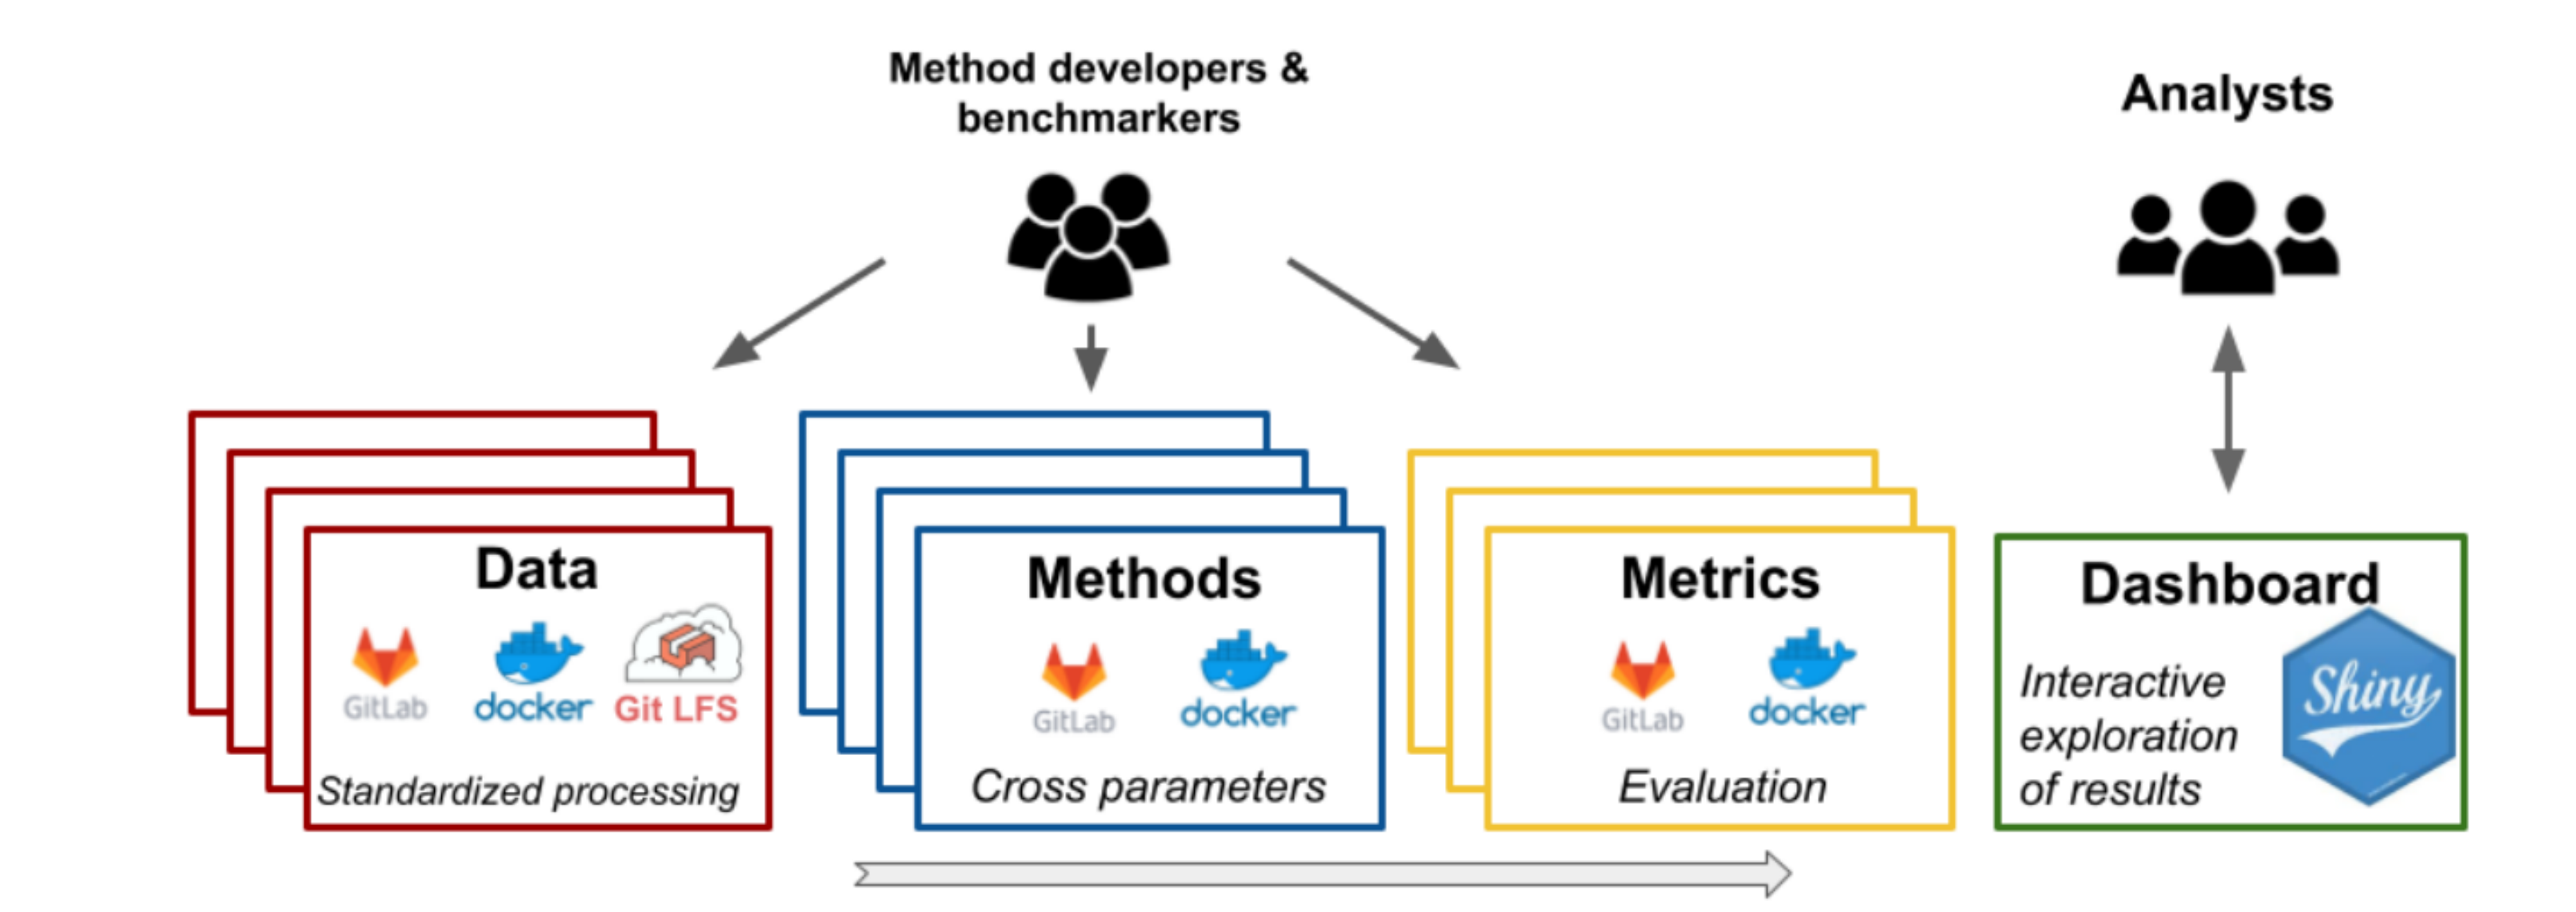 Method developers &
benchmarkers
Analysts
Data
GitLab
docker
Git LFS
Standardized processing
Methods
GitLab
docker
Cross parameters
Metrics
GitLab
docker
Evaluation
Dashboard
Interactive
exploration
of results
Shiny